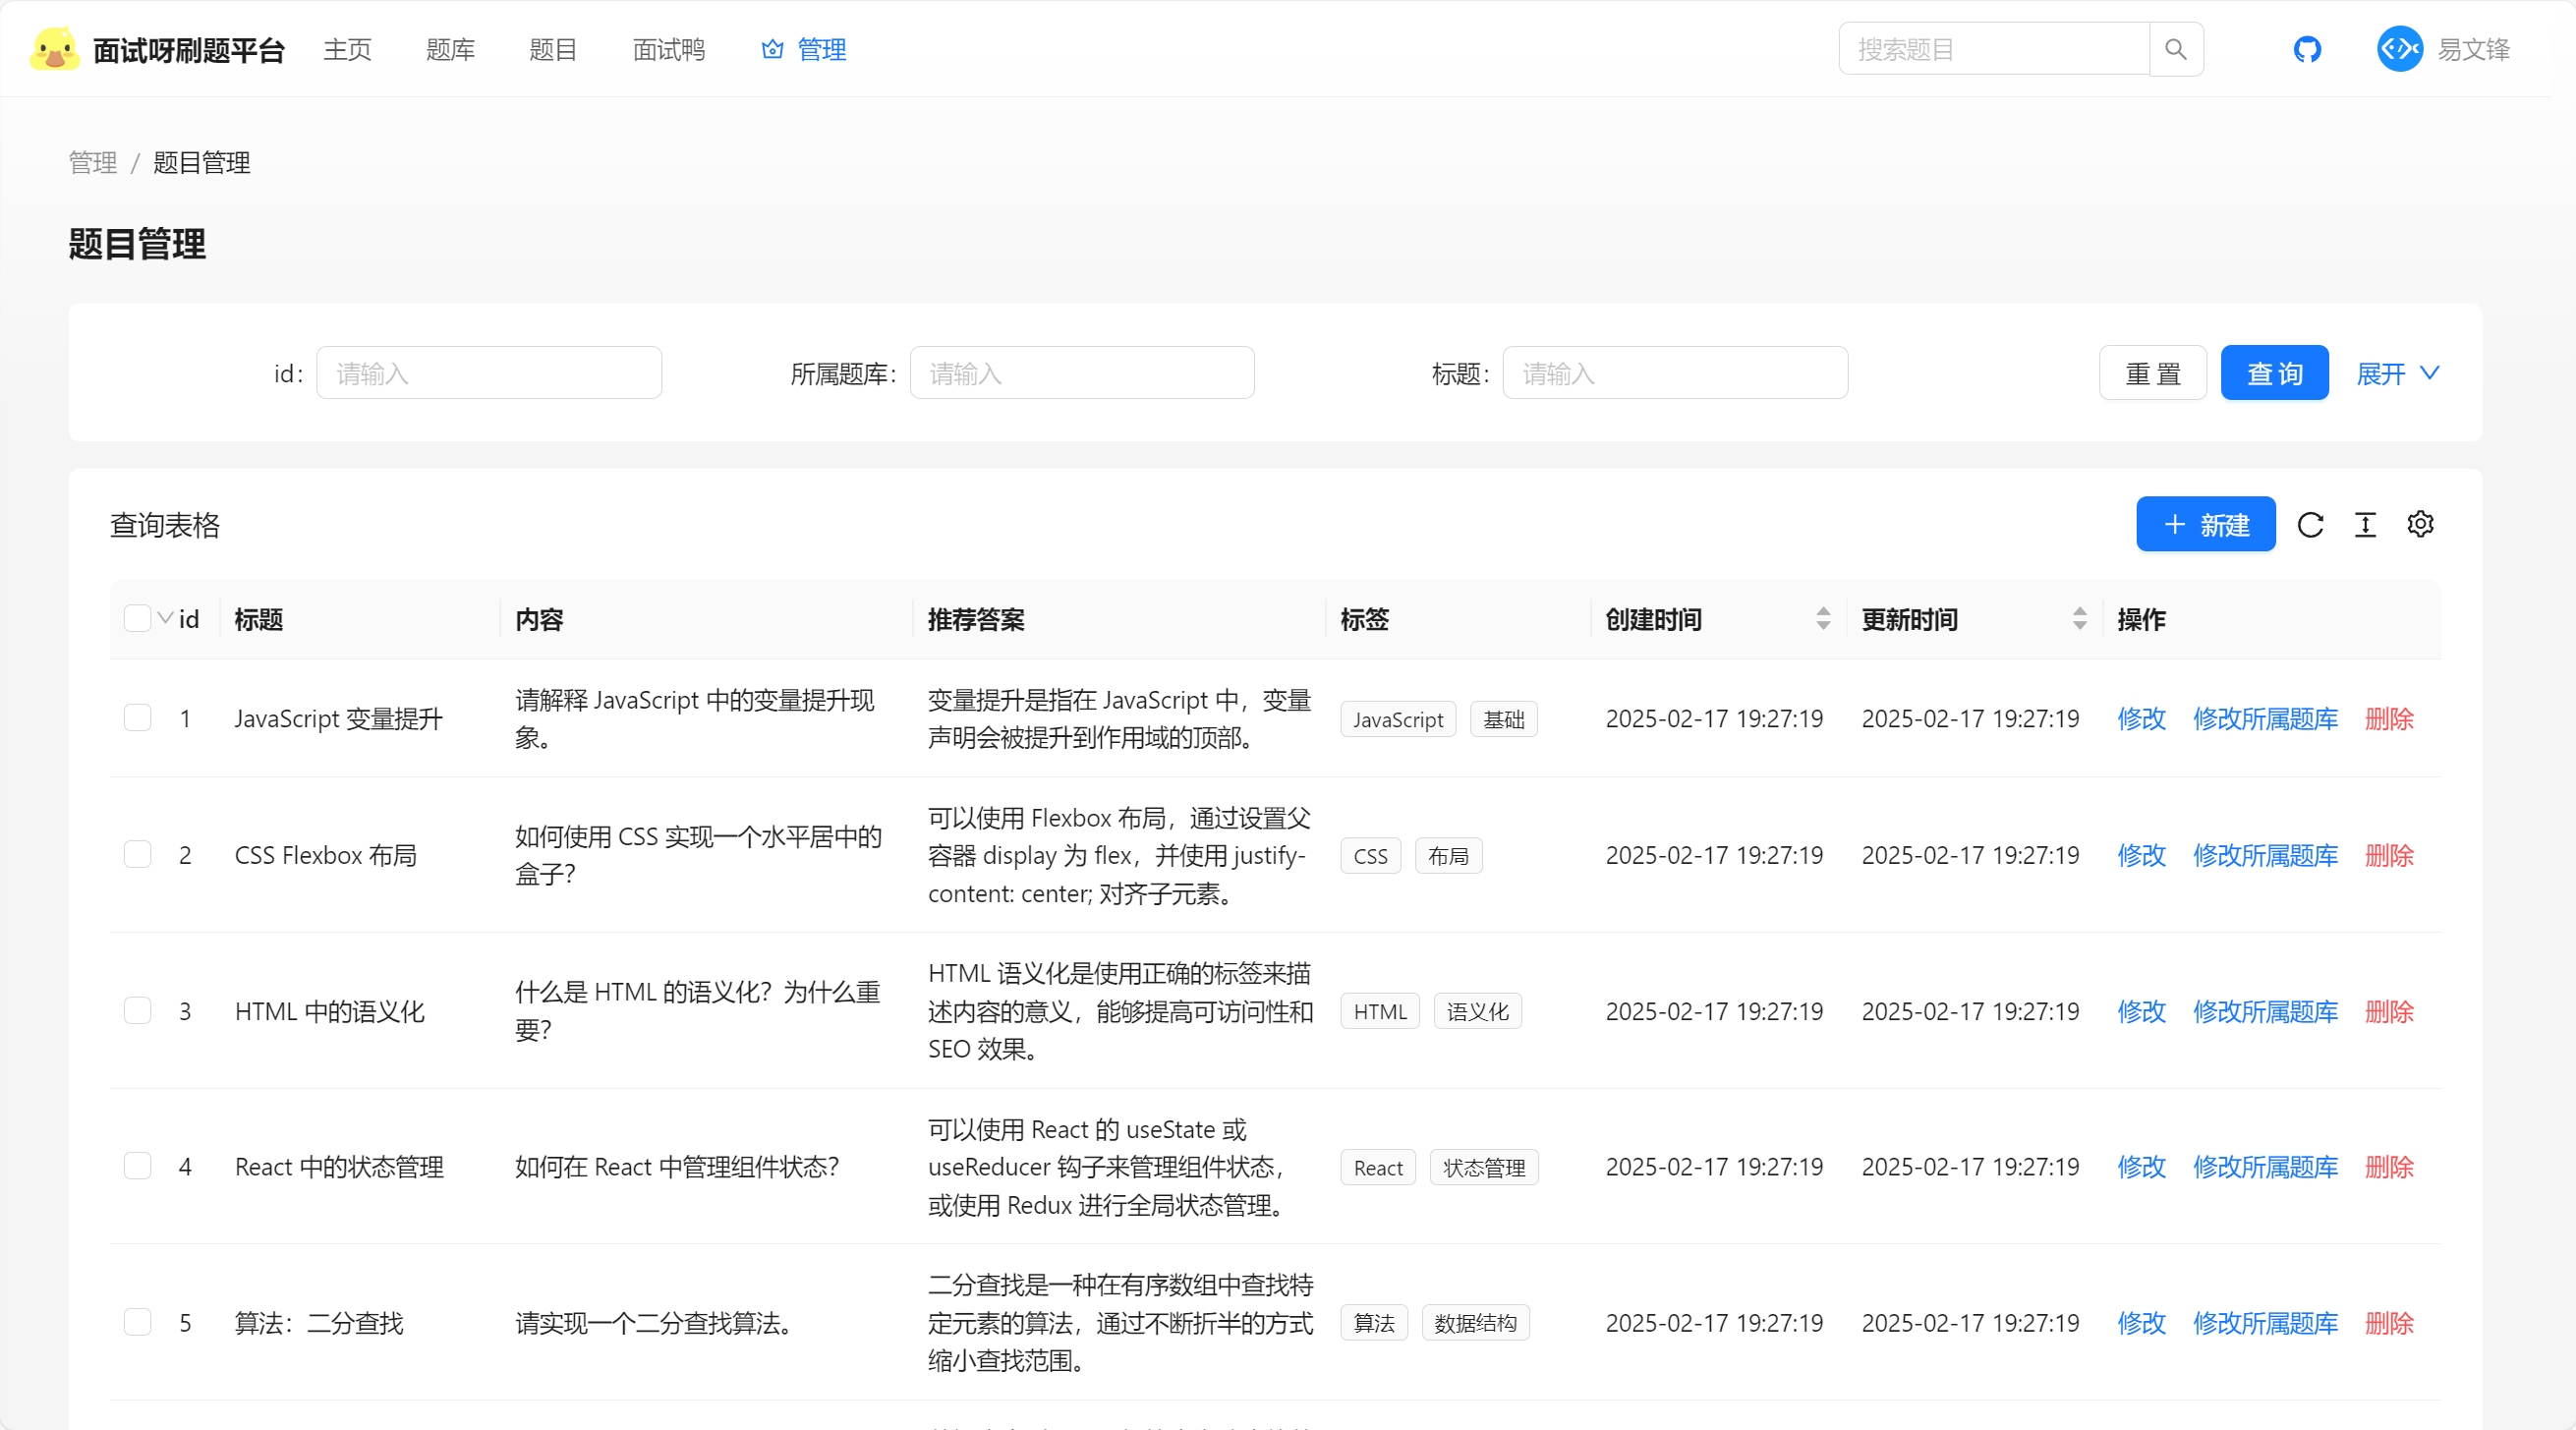 面试呀刷题平台 主页 题库 题目 面试鸭 管理 搜索题目 易文锋
管理 / 题目管理
题目管理
id: 请输入 所属题库: 请输入 标题: 请输入 重置 查询 展开
查询表格 新建
id 标题 内容 推荐答案 标签 创建时间 更新时间 操作
1 JavaScript 变量提升 请解释 JavaScript 中的变量提升现
象。
变量提升是指在 JavaScript 中，变量
声明会被提升到作用域的顶部。
JavaScript 基础 2025-02-17 19:27:19 2025-02-17 19:27:19 修改 修改所属题库 删除
2 CSS Flexbox 布局 如何使用 CSS 实现一个水平居中的
盒子？
可以使用 Flexbox 布局，通过设置父
容器 display 为 flex，并使用 justify-
content: center; 对齐子元素。
CSS 布局 2025-02-17 19:27:19 2025-02-17 19:27:19 修改 修改所属题库 删除
3 HTML 中的语义化 什么是 HTML 的语义化？为什么重
要？
HTML 语义化是使用正确的标签来描
述内容的意义，能够提高可访问性和
SEO 效果。
HTML 语义化 2025-02-17 19:27:19 2025-02-17 19:27:19 修改 修改所属题库 删除
4 React 中的状态管理 如何在 React 中管理组件状态？
可以使用 React 的 useState 或
useReducer 钩子来管理组件状态，
或使用 Redux 进行全局状态管理。
React 状态管理 2025-02-17 19:27:19 2025-02-17 19:27:19 修改 修改所属题库 删除
5 算法：二分查找 请实现一个二分查找算法。
二分查找是一种在有序数组中查找特
定元素的算法，通过不断折半的方式
缩小查找范围。
算法 数据结构 2025-02-17 19:27:19 2025-02-17 19:27:19 修改 修改所属题库 删除